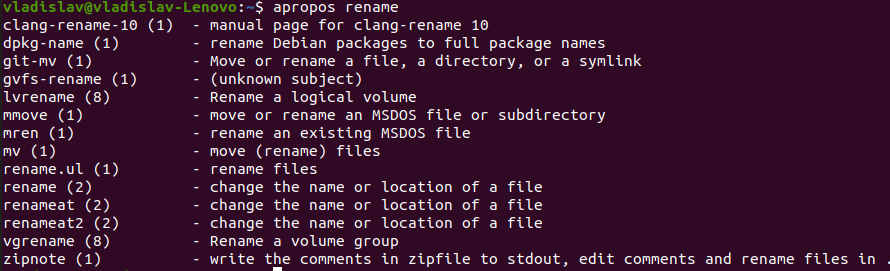 vladislav@vladislav-Lenovo:~$ apropos rename
clang-rename-10 (1)  - manual page for clang-rename 10
dpkg-name (1)        - rename Debian packages to full package names
git-mv (1)           - Move or rename a file, a directory, or a symlink
gvfs-rename (1)      - (unknown subject)
lvrename (8)         - Rename a logical volume
mmove (1)            - move or rename an MSDOS file or subdirectory
mren (1)             - rename an existing MSDOS file
mv (1)               - move (rename) files
rename.ul (1)        - rename files
rename (2)           - change the name or location of a file
renameat (2)         - change the name or location of a file
renameat2 (2)        - change the name or location of a file
vgrename (8)         - Rename a volume group
zipnote (1)          - write the comments in zipfile to stdout, edit comments and rename files in .